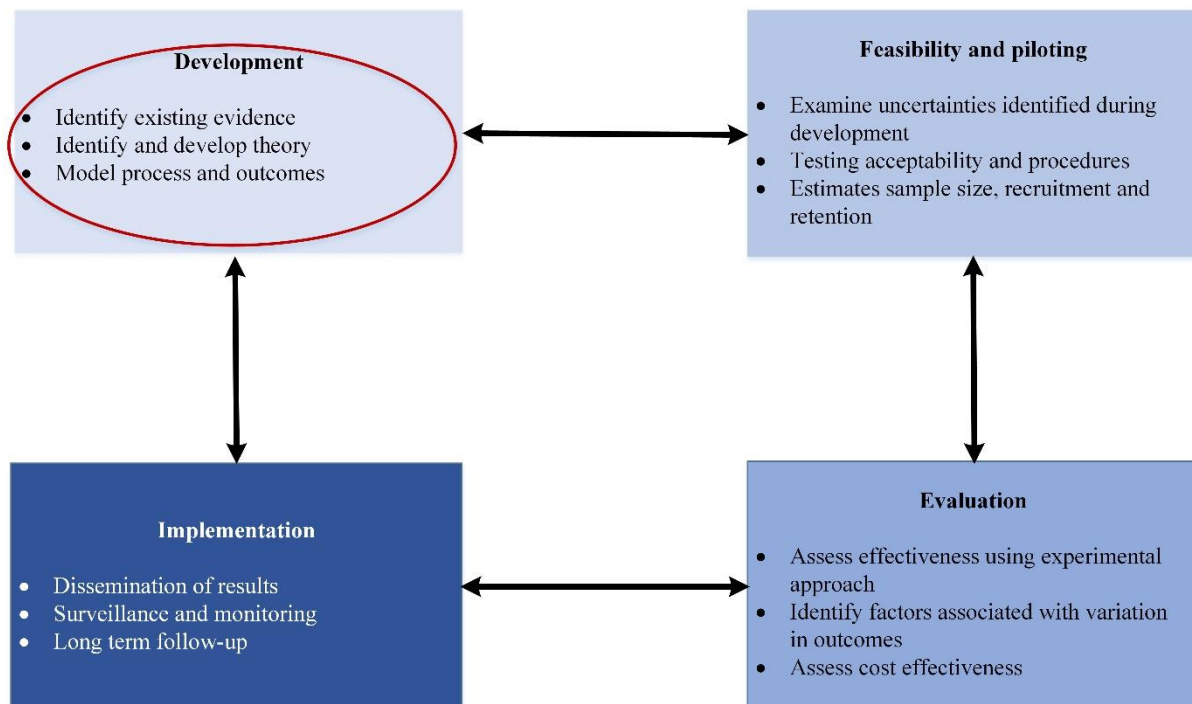 Development
• Identify existing evidence
• Identify and develop theory
• Model process and outcomes
Feasibility and piloting
• Examine uncertainties identified during
development
• Testing acceptability and procedures
• Estimates sample size, recruitment and
retention
Implementation
• Dissemination of results
• Surveillance and monitoring
• Long term follow-up
Evaluation
• Assess effectiveness using experimental
approach
• Identify factors associated with variation
in outcomes
• Assess cost effectiveness